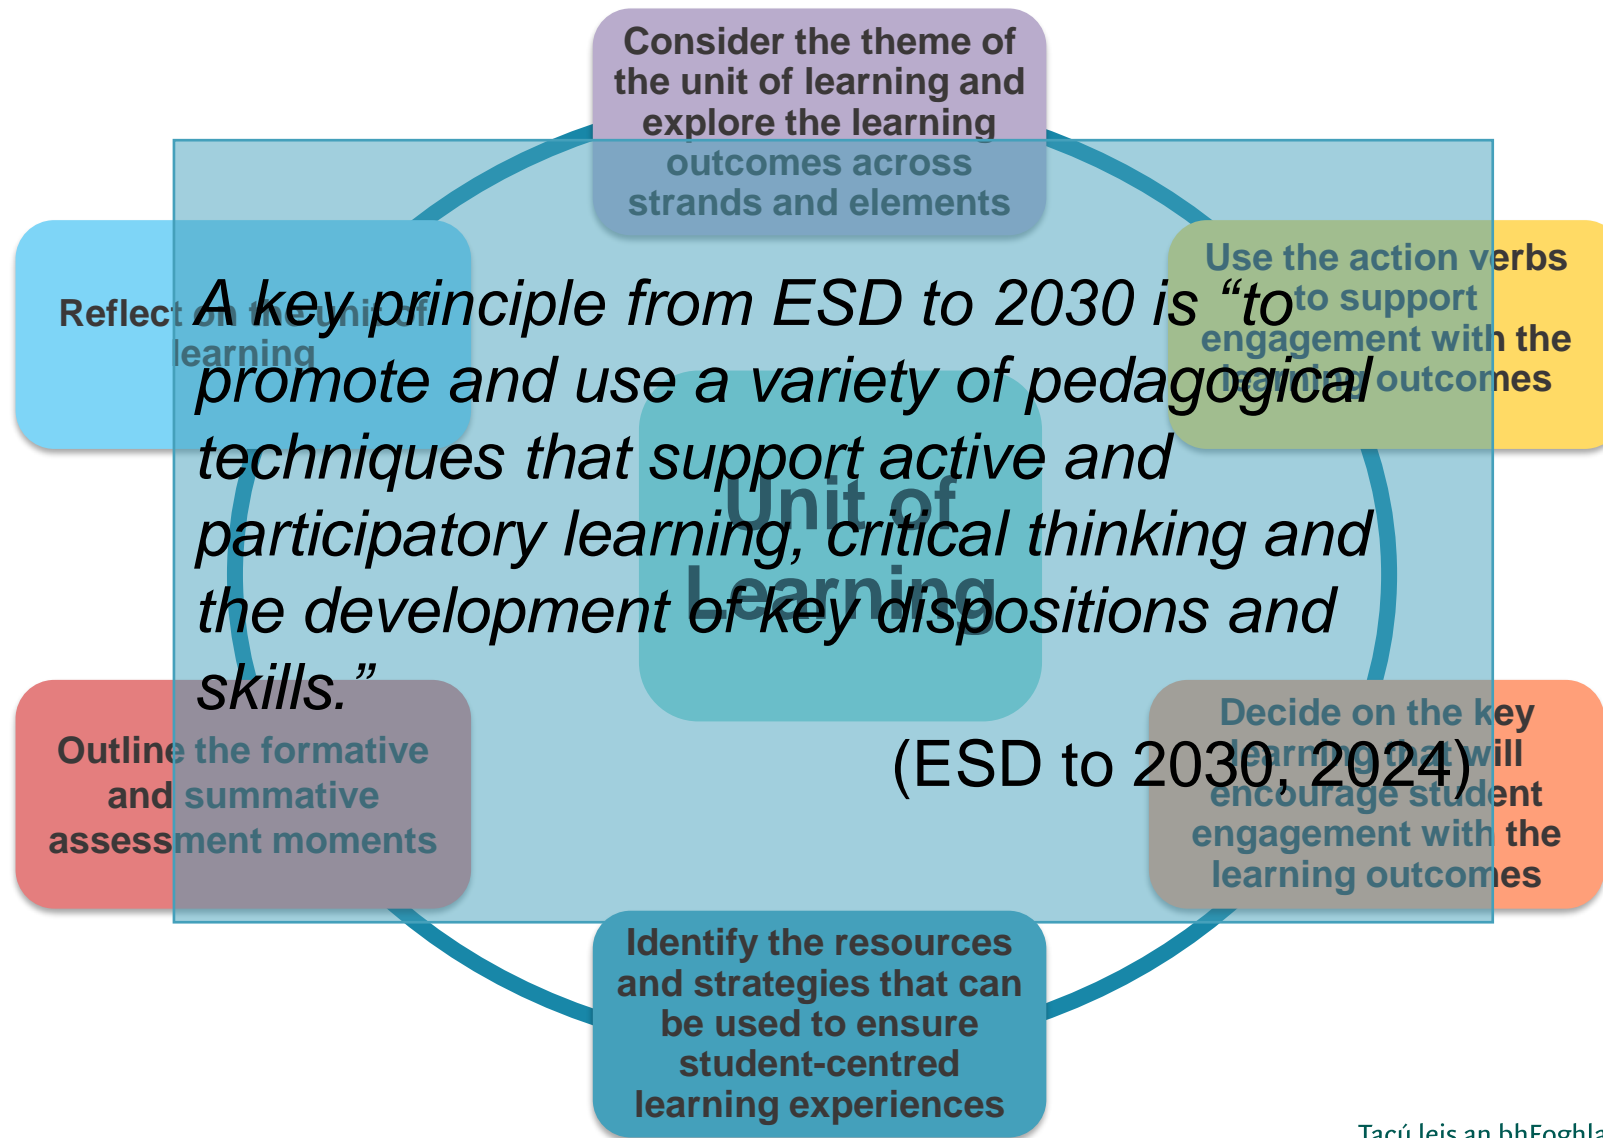 Consider the theme of
the unit of learning and
explore the learning
outcomes across
strands and elements
Use the action verbs
to support
engagement with the
learning outcomes
Decide on the key
learning that will
encourage student
engagement with the
learning outcomes
Identify the resources
and strategies that can
be used to ensure
student-centred
learning experiences
Outline the formative
and summative
assessment moments
Reflect on the unit of
learning
Unit of
Learning
A key principle from ESD to 2030 is “to
promote and use a variety of pedagogical
techniques that support active and
participatory learning, critical thinking and
the development of key dispositions and
skills.”
(ESD to 2030, 2024)
Tacú leis an bhFoghla